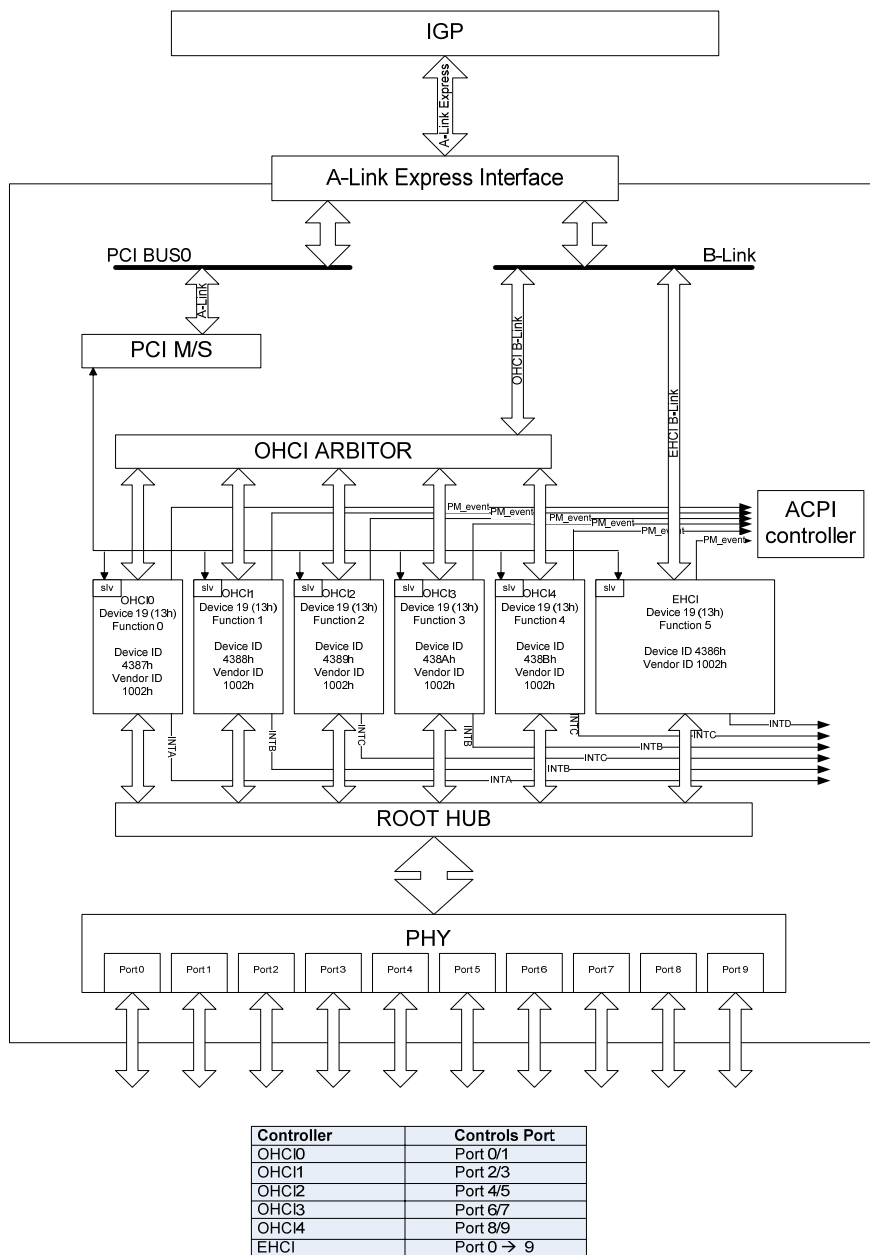 IGP
A-Link Express
A-Link Express Interface
PCI BUS0
B-Link
A-Link
PCI M/S
OHCI B-Link
EHCI B-Link
OHCI ARBITOR
PM_event
PM_event
PM_event
PM_event
PM_event
PM_event
ACPI
controller
slv
OHCI0
Device 19 (13h)
Function 0
Device ID
4387h
Vendor ID
1002h
slv
OHCI1
Device 19 (13h)
Function 1
Device ID
4388h
Vendor ID
1002h
slv
OHCI2
Device 19 (13h)
Function 2
Device ID
4389h
Vendor ID
1002h
slv
OHCI3
Device 19 (13h)
Function 3
Device ID
438Ah
Vendor ID
1002h
slv
OHCI4
Device 19 (13h)
Function 4
Device ID
438Bh
Vendor ID
1002h
slv
EHCI
Device 19 (13h)
Function 5
Device ID 4386h
Vendor ID 1002h
INTA
INTB
INTC
INTB
INTC
INTD
INTC
INTB
INTC
INTB
INTA
ROOT HUB
PHY
Port0
Port1
Port2
Port3
Port4
Port5
Port6
Port7
Port8
Port9
Controller Controls Port
OHCI0 Port 0/1
OHCI1 Port 2/3
OHCI2 Port 4/5
OHCI3 Port 6/7
OHCI4 Port 8/9
EHCI Port 0 → 9